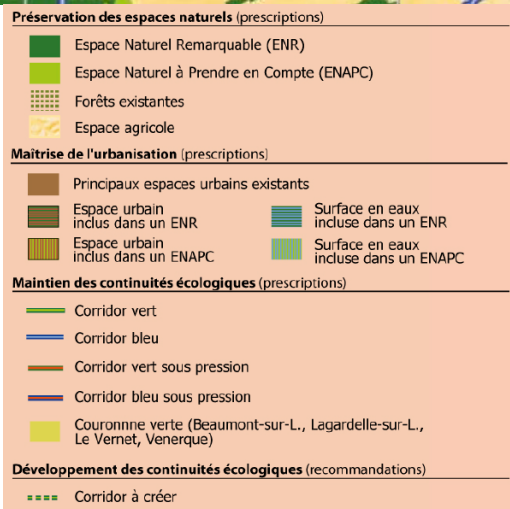 Préservation des espaces naturels (prescriptions)
Espace Naturel Remarquable (ENR)
Espace Naturel à Prendre en Compte (ENAPC)
Forêts existantes
Espace agricole
Maîtrise de l'urbanisation (prescriptions)
Principaux espaces urbains existants
Espace urbain
inclus dans un ENR
Surface en eaux
incluse dans un ENR
Espace urbain
inclus dans un ENAPC
Surface en eaux
incluse dans un ENAPC
Maintien des continuités écologiques (prescriptions)
Corridor vert
Corridor bleu
Corridor vert sous pression
Corridor bleu sous pression
Couronnne verte (Beaumont-sur-L., Lagardelle-sur-L.,
Le Vernet, Venerque)
Développement des continuités écologiques (recommandations)
Corridor à créer